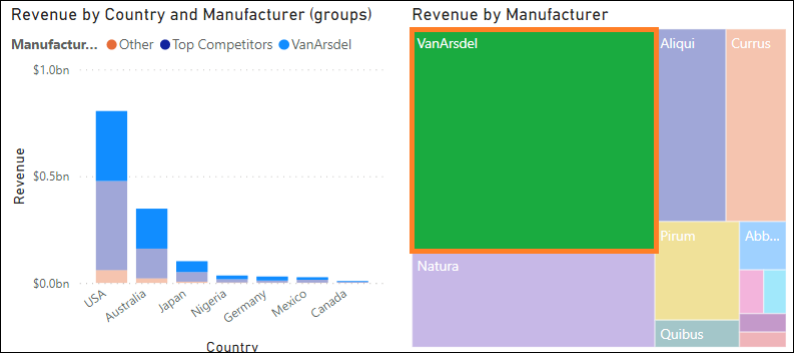 Revenue by Country and Manufacturer (groups)
Manufactur... Other Top Competitors VanArsdel
$1.0bn
$0.5bn
$0.0bn
Revenue
USA
Australia
Japan
Nigeria
Germany
Mexico
Canada
Country
Revenue by Manufacturer
VanArsdel
Aliqui
Currus
Natura
Pirum
Abb...
Quibus